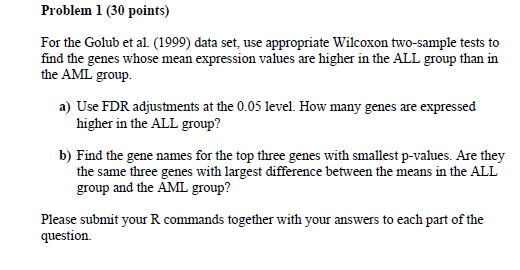 Problem 1 (30 points)
For the Golub et al. (1999) data set, use appropriate Wilcoxon two-sample tests to
find the genes whose mean expression values are higher in the ALL group than in
the AML group.
a) Use FDR adjustments at the 0.05 level. How many genes are expressed
higher in the ALL group?
b) Find the gene names for the top three genes with smallest p-values. Are they
the same three genes with largest difference between the means in the ALL
group and the AML group?
Please submit your R commands together with your answers to each part of the
question.